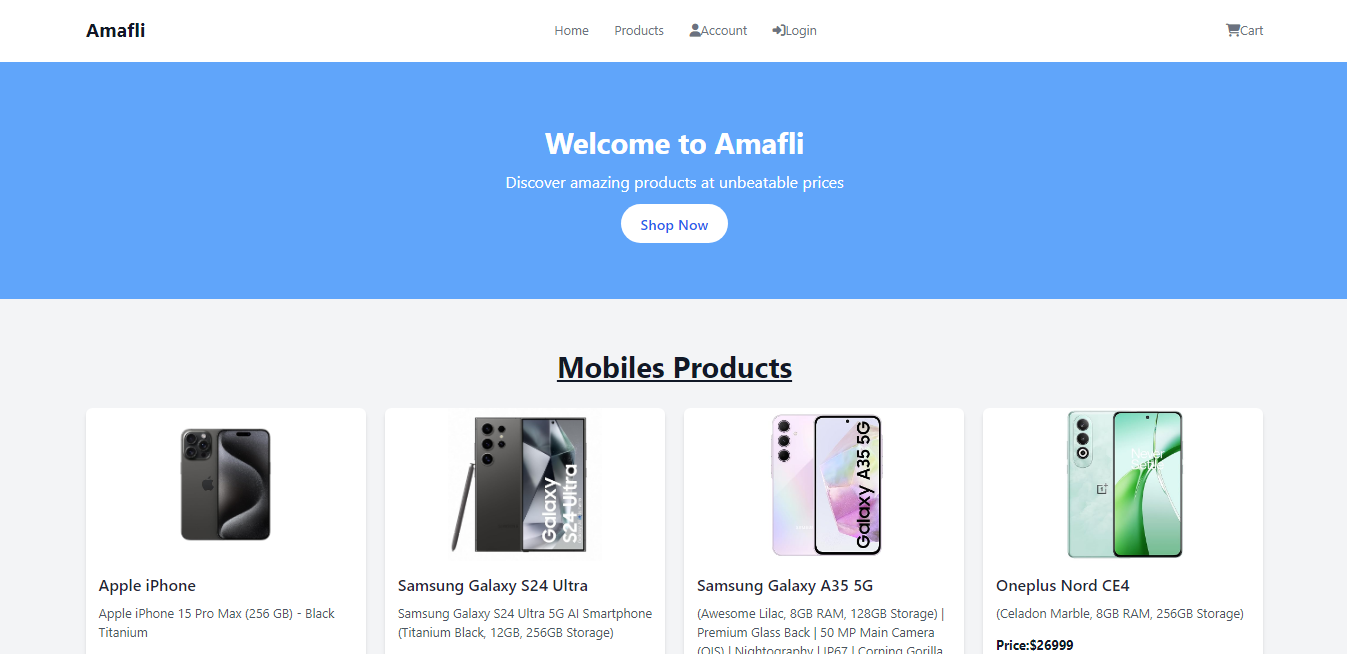 Amafli
Home Products Account Login
Cart
Welcome to Amafli
Discover amazing products at unbeatable prices
Shop Now
Mobiles Products
Galaxy
S24 Ultra
Galaxy A35 5G
Never
Settle
Apple iPhone
Apple iPhone 15 Pro Max (256 GB) - Black
Titanium
Samsung Galaxy S24 Ultra
Samsung Galaxy S24 Ultra 5G AI Smartphone
(Titanium Black, 12GB, 256GB Storage)
Samsung Galaxy A35 5G
(Awesome Lilac, 8GB RAM, 128GB Storage) |
Premium Glass Back | 50 MP Main Camera
(OIS) | Nightography | IP67 | Corning Gorilla
Oneplus Nord CE4
(Celadon Marble, 8GB RAM, 256GB Storage)
Price:$26999